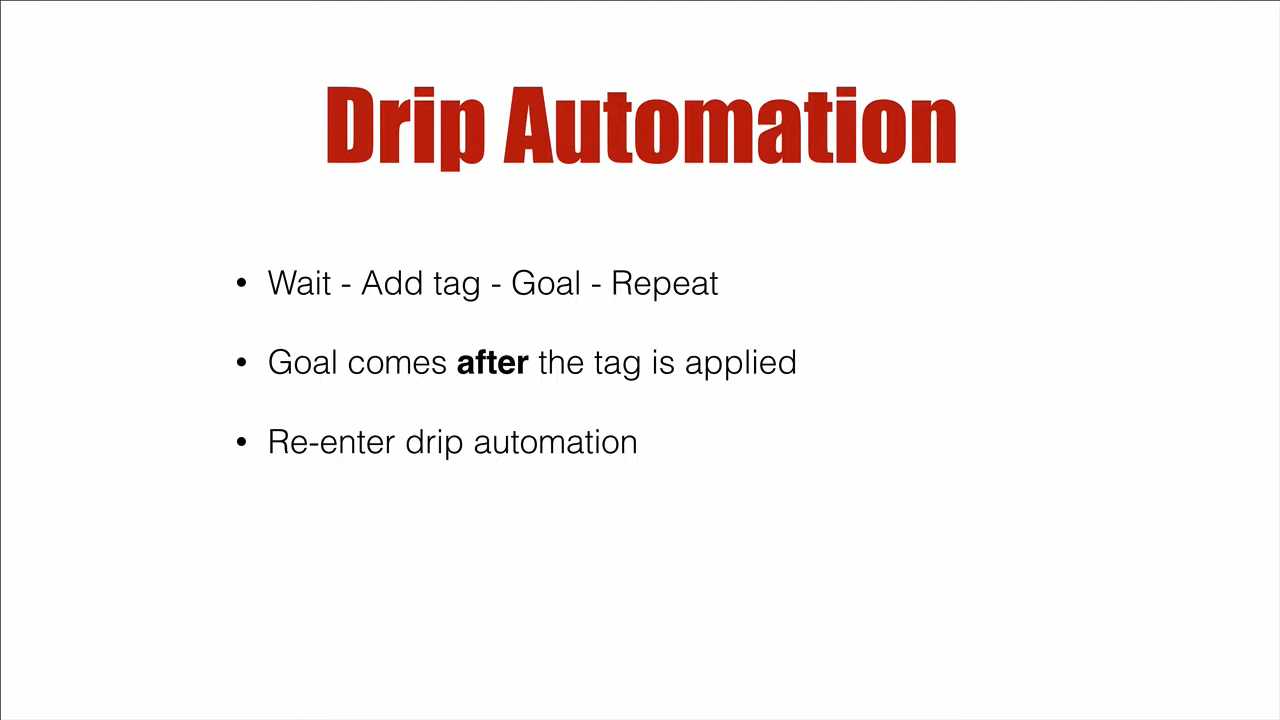 Drip Automation
• Wait - Add tag - Goal - Repeat
• Goal comes after the tag is applied
• Re-enter drip automation